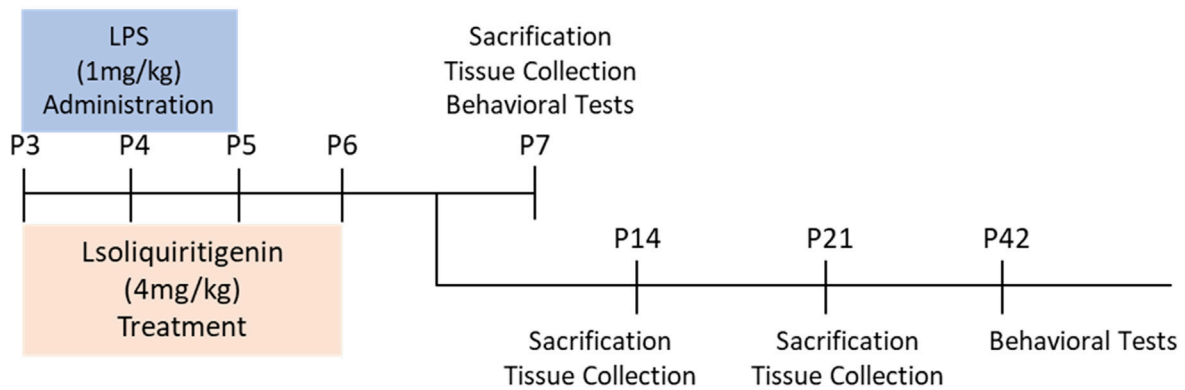 LPS
(1mg/kg)
Administration
Sacrification
Tissue Collection
Behavioral Tests
P3 P4 P5 P6 P7
Lsoliquiritigenin
(4mg/kg)
Treatment
P14 P21 P42
Sacrification
Tissue Collection
Sacrification
Tissue Collection
Behavioral Tests